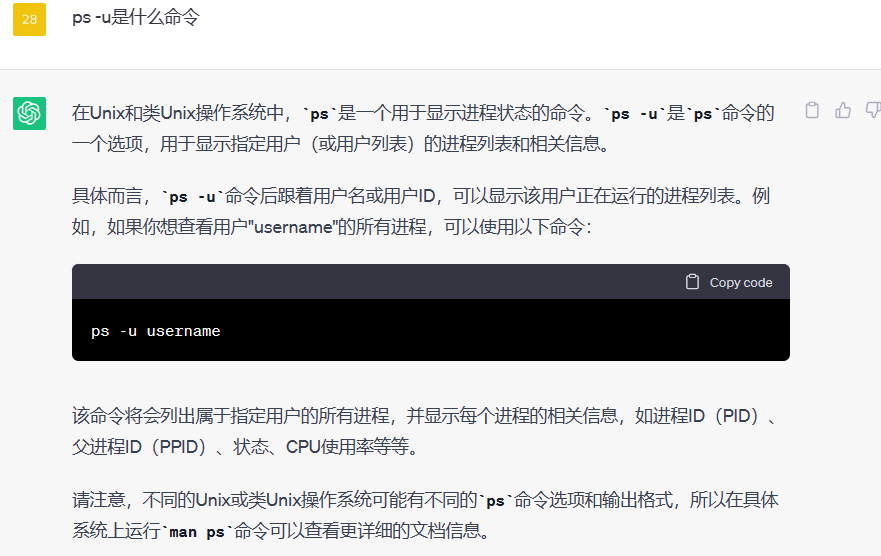 28
ps -u是什么命令
在Unix和类Unix操作系统中，`ps`是一个用于显示进程状态的命令。`ps -u`是`ps`命令的
一个选项，用于显示指定用户（或用户列表）的进程列表和相关信息。
具体而言，`ps -u`命令后跟着用户名或用户ID，可以显示该用户正在运行的进程列表。例
如，如果你想查看用户"username"的所有进程，可以使用以下命令：
Copy code
ps -u username
该命令将会列出属于指定用户的所有进程，并显示每个进程的相关信息，如进程ID（PID）、
父进程ID（PPID）、状态、CPU使用率等等。
请注意，不同的Unix或类Unix操作系统可能有不同的`ps`命令选项和输出格式，所以在具体
系统上运行`man ps`命令可以查看更详细的文档信息。